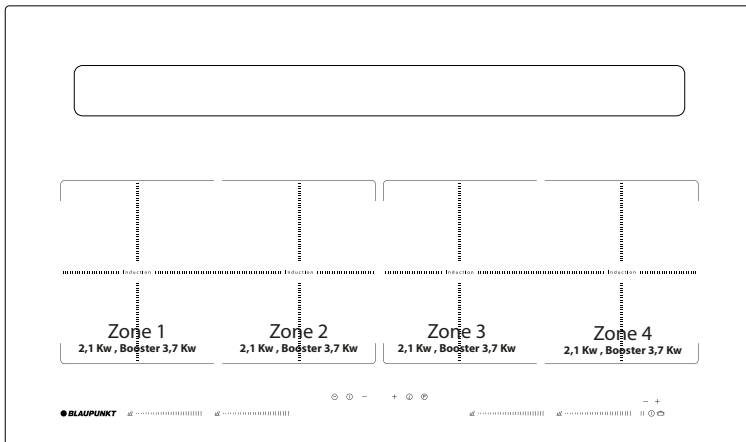 Induction Induction Induction Induction
Zone 1 Zone 2 Zone 3 Zone 4
2,1 Kw , Booster 3,7 Kw 2,1 Kw , Booster 3,7 Kw 2,1 Kw , Booster 3,7 Kw 2,1 Kw , Booster 3,7 Kw
BLAUPUNKT